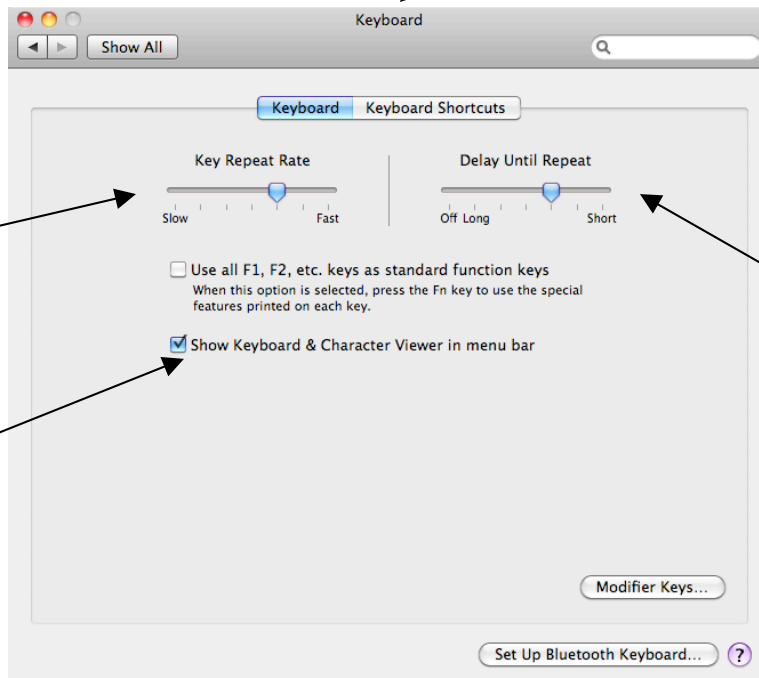 Keyboard
Show All
Keyboard Keyboard Shortcuts
Key Repeat Rate Delay Until Repeat
Slow Fast Off Long Short
Use all F1, F2, etc. keys as standard function keys
When this option is selected, press the Fn key to use the special
features printed on each key.
Show Keyboard & Character Viewer in menu bar
Modifier Keys...
Set Up Bluetooth Keyboard... ?